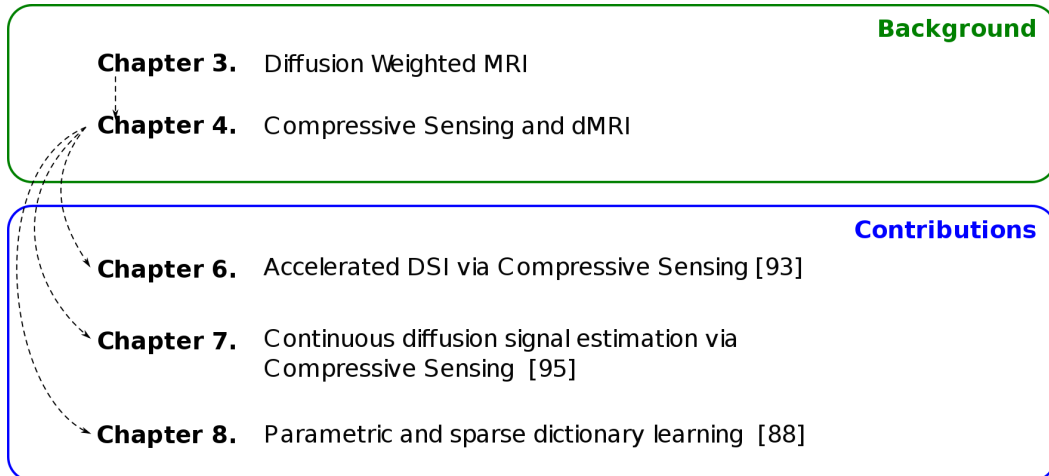 Background
Chapter 3. Diffusion Weighted MRI
Chapter 4. Compressive Sensing and dMRI
Contributions
Chapter 6. Accelerated DSI via Compressive Sensing [93]
Chapter 7. Continuous diffusion signal estimation via
Compressive Sensing [95]
Chapter 8. Parametric and sparse dictionary learning [88]